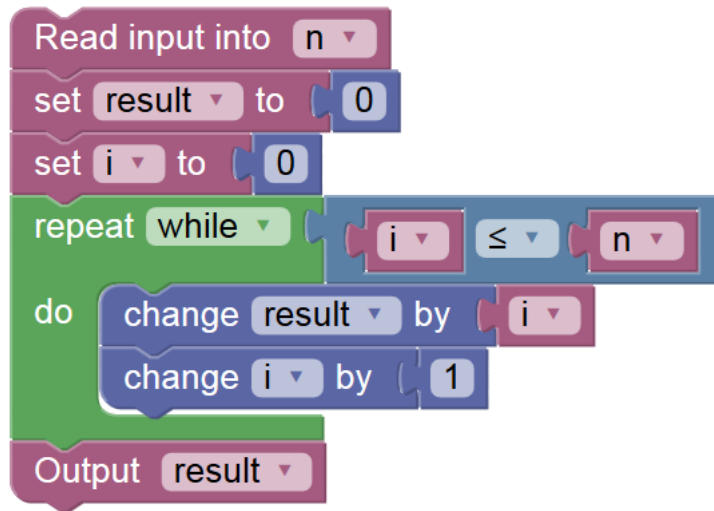 Read input into n
set result to 0
set i to 0
repeat while i ≤ n
do change result by i
change i by 1
Output result